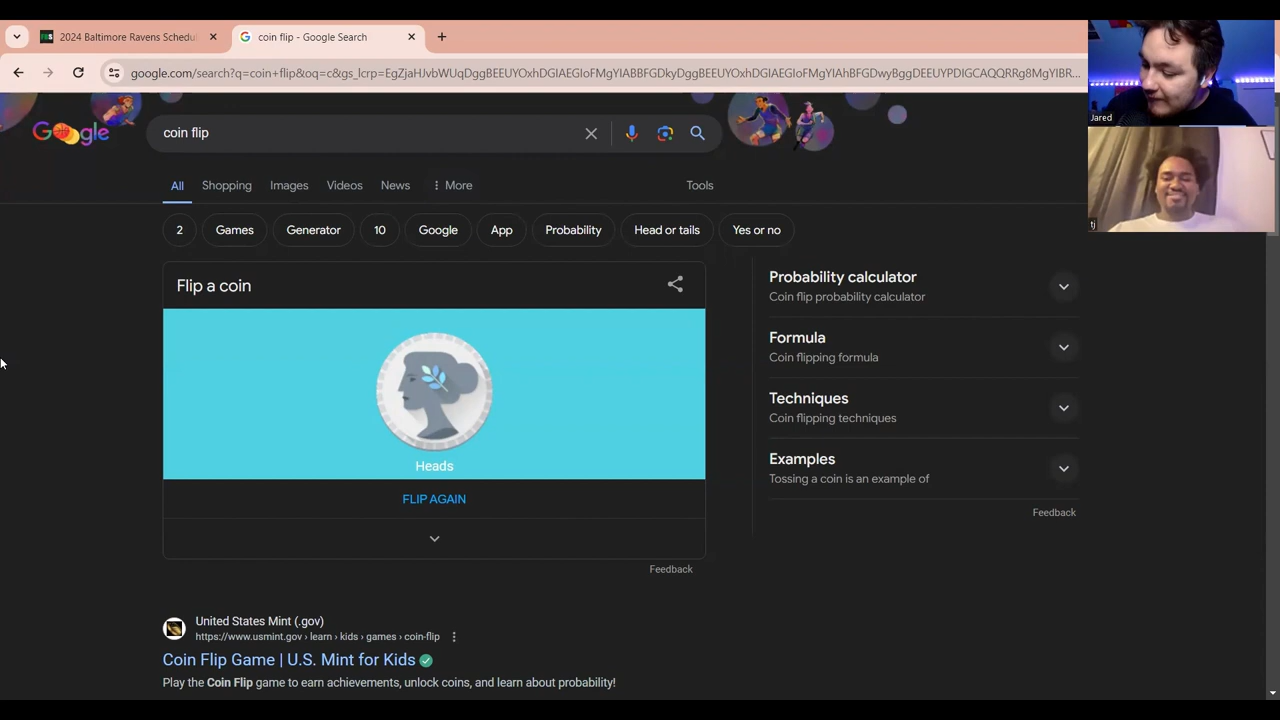 2024 Baltimore Ravens Schedu
coin flip - Google Search
google.com/search?q=coin+flip&oq=c&gs_lcrp=EgZjaHJvbWUqDggBEEUYOxhDGIAEGIoFMgYIABBFGDkyDggBEEUYOxhDGIAEGIoFMgYIAhBFGDwyBggDEEUYPDIGCAQQRRg8MgYIBR...
Google
coin flip
All Shopping Images Videos News More Tools
2 Games Generator 10 Google App Probability Head or tails Yes or no
Flip a coin
Heads
FLIP AGAIN
Feedback
Probability calculator
Coin flip probability calculator
Formula
Coin flipping formula
Techniques
Coin flipping techniques
Examples
Tossing a coin is an example of
Feedback
United States Mint (.gov)
https://www.usmint.gov › learn › kids › games › coin-flip
Coin Flip Game | U.S. Mint for Kids
Play the Coin Flip game to earn achievements, unlock coins, and learn about probability!
Jared
tj